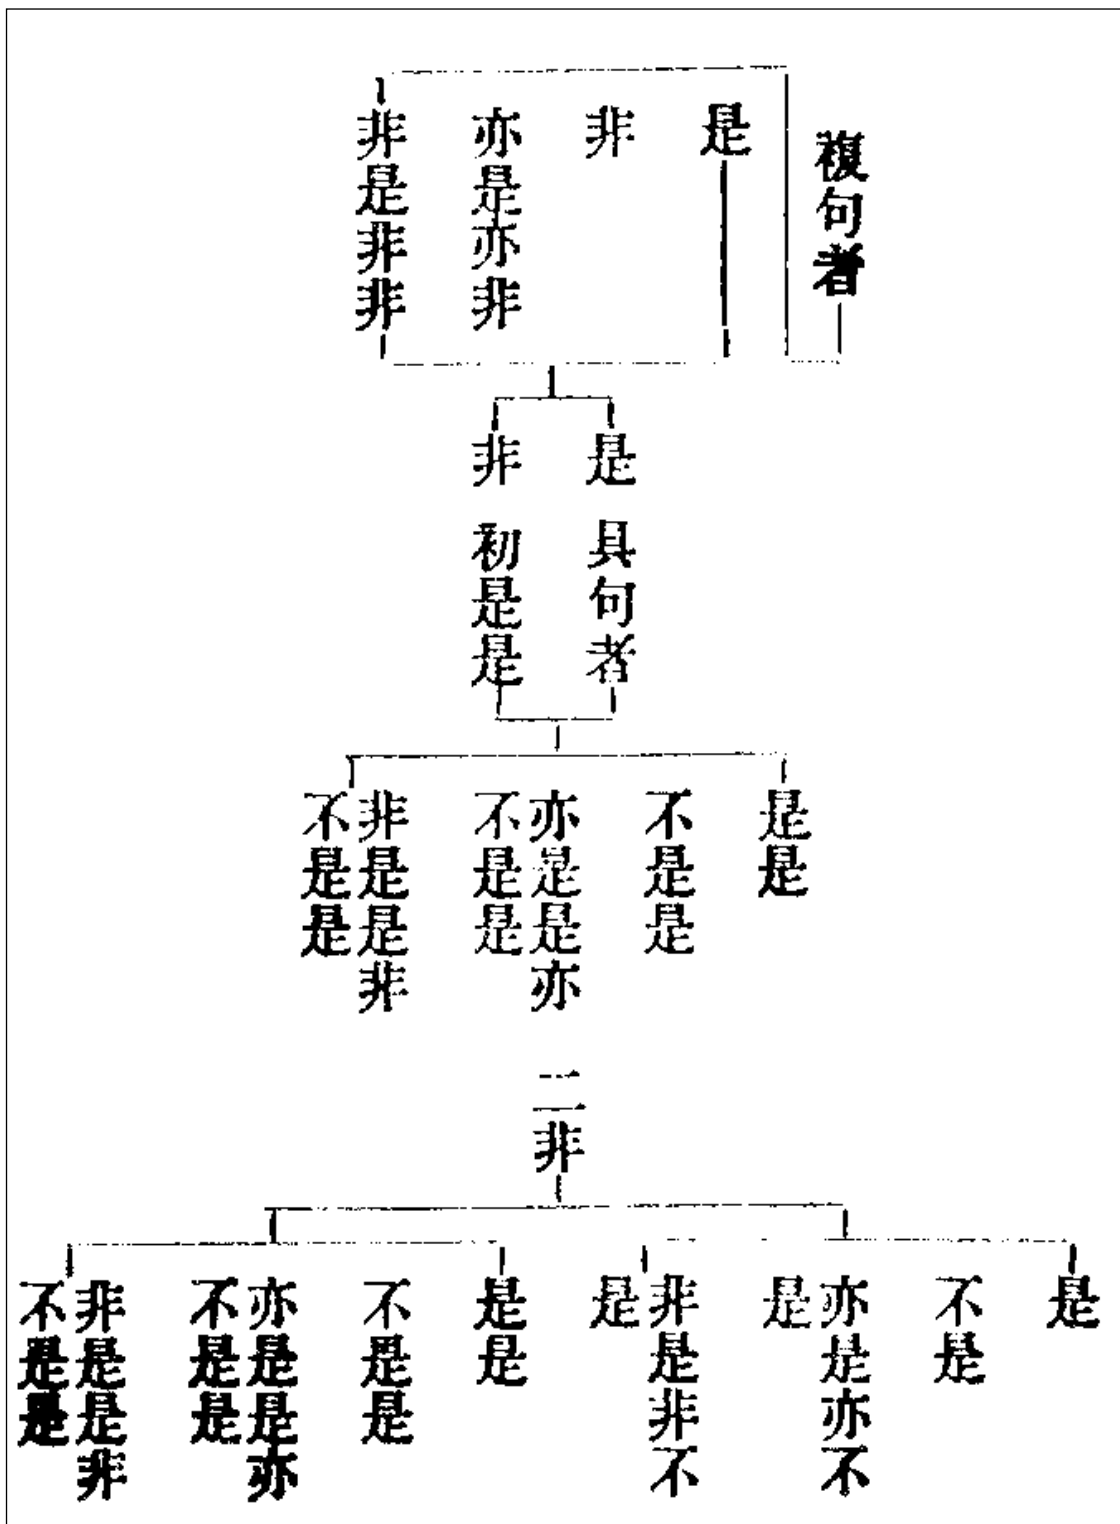 複句者
是
非
亦是亦非
非是非非
是
非
具句者
初是是
是是
不是是
亦是是亦
不是是
非是是非
不是是
二非
是
不是
亦是亦不
是
非是非不
是
是是
不是是
亦是是亦
不是是
非是是非
不是是